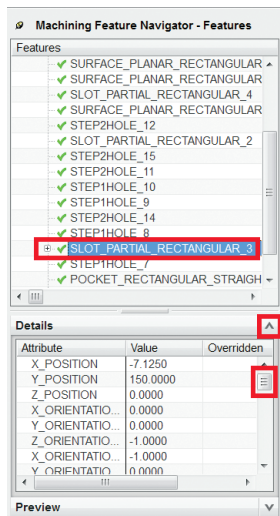 Machining Feature Navigator - Features
Features
SURFACE_PLANAR_RECTANGULAR
SURFACE_PLANAR_RECTANGULAR
SLOT_PARTIAL_RECTANGULAR_4
SURFACE_PLANAR_RECTANGULAR
STEP2HOLE_12
SLOT_PARTIAL_RECTANGULAR_2
STEP2HOLE_15
STEP2HOLE_11
STEP1HOLE_10
STEP1HOLE_9
STEP2HOLE_14
STEP1HOLE_8
SLOT_PARTIAL_RECTANGULAR_3
STEP1HOLE_7
POCKET_RECTANGULAR_STRAIGH
Details
Attribute Value Overridden
X_POSITION -7.1250
Y_POSITION 150.0000
Z_POSITION 0.0000
X_ORIENTATIO... 0.0000
Y_ORIENTATIO... 0.0000
Z_ORIENTATIO... -1.0000
X_ORIENTATIO... -1.0000
Y_ORIENTATIO... 0.0000
Preview